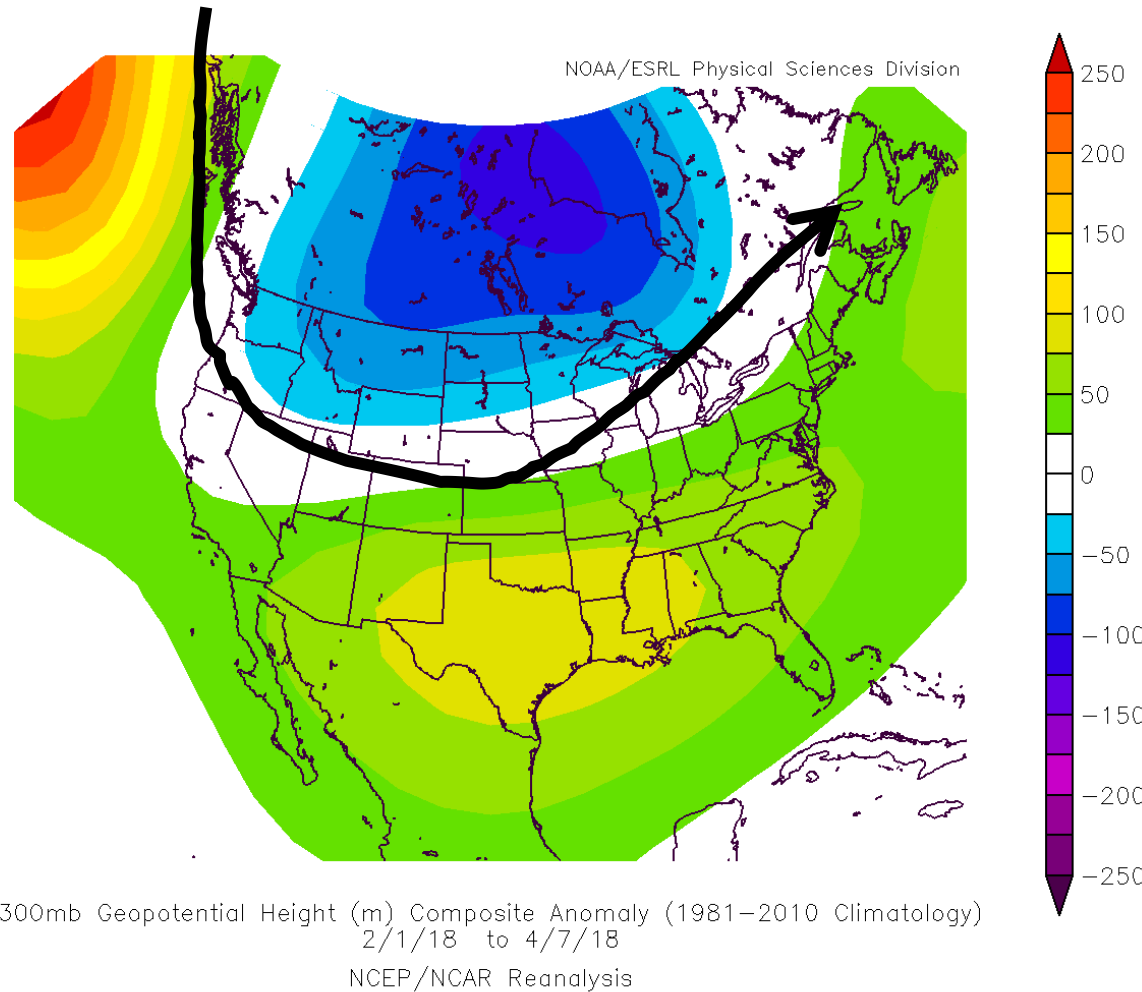 NOAA/ESRL Physical Sciences Division
250
200
150
100
50
0
−50
−100
−150
−200
−250
300mb Geopotential Height (m) Composite Anomaly (1981−2010 Climatology)
2/1/18 to 4/7/18
NCEP/NCAR Reanalysis